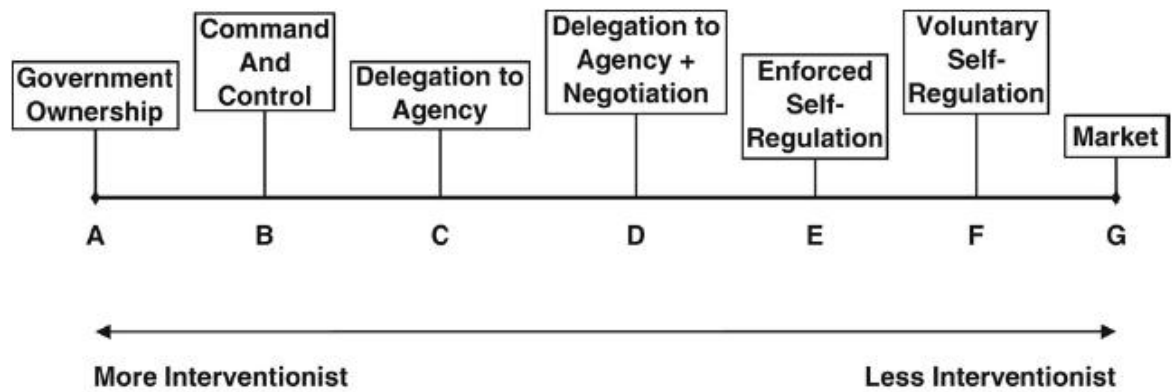 Government
Ownership
Command
And
Control
Delegation to
Agency
Delegation to
Agency +
Negotiation
Enforced
Self-
Regulation
Voluntary
Self-
Regulation
Market
A
B
C
D
E
F
G
More Interventionist
Less Interventionist